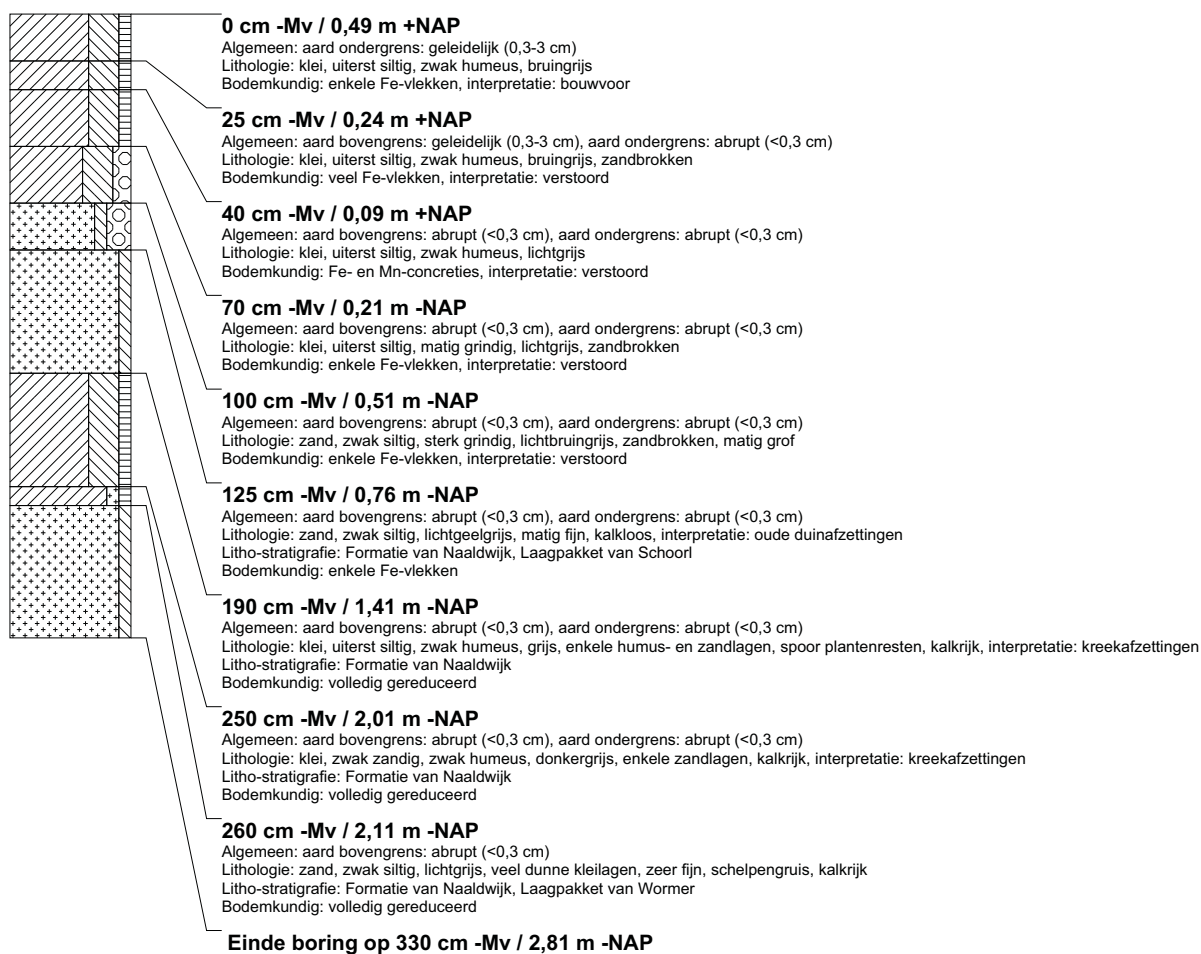 0 cm -Mv / 0,49 m +NAP
Algemeen: aard ondergrens: geleidelijk (0,3-3 cm)
Lithologie: klei, uiterst siltig, zwak humeus, bruingrijs
Bodemkundig: enkele Fe-vlekken, interpretatie: bouwvoor
25 cm -Mv / 0,24 m +NAP
Algemeen: aard bovengrens: geleidelijk (0,3-3 cm), aard ondergrens: abrupt (<0,3 cm)
Lithologie: klei, uiterst siltig, zwak humeus, bruingrijs, zandbrokken
Bodemkundig: veel Fe-vlekken, interpretatie: verstoord
40 cm -Mv / 0,09 m +NAP
Algemeen: aard bovengrens: abrupt (<0,3 cm), aard ondergrens: abrupt (<0,3 cm)
Lithologie: klei, uiterst siltig, zwak humeus, lichtgrijs
Bodemkundig: Fe- en Mn-concreties, interpretatie: verstoord
70 cm -Mv / 0,21 m -NAP
Algemeen: aard bovengrens: abrupt (<0,3 cm), aard ondergrens: abrupt (<0,3 cm)
Lithologie: klei, uiterst siltig, matig grindig, lichtgrijs, zandbrokken
Bodemkundig: enkele Fe-vlekken, interpretatie: verstoord
100 cm -Mv / 0,51 m -NAP
Algemeen: aard bovengrens: abrupt (<0,3 cm), aard ondergrens: abrupt (<0,3 cm)
Lithologie: zand, zwak siltig, sterk grindig, lichtbruingrijs, zandbrokken, matig grof
Bodemkundig: enkele Fe-vlekken, interpretatie: verstoord
125 cm -Mv / 0,76 m -NAP
Algemeen: aard bovengrens: abrupt (<0,3 cm), aard ondergrens: abrupt (<0,3 cm)
Lithologie: zand, zwak siltig, lichtgeelgrijs, matig fijn, kalkloos, interpretatie: oude duinafzettingen
Litho-stratigrafie: Formatie van Naaldwijk, Laagpakket van Schoorl
Bodemkundig: enkele Fe-vlekken
190 cm -Mv / 1,41 m -NAP
Algemeen: aard bovengrens: abrupt (<0,3 cm), aard ondergrens: abrupt (<0,3 cm)
Lithologie: klei, uiterst siltig, zwak humeus, grijs, enkele humus- en zandlagen, spoor plantenresten, kalkrijk, interpretatie: kreekafzettingen
Litho-stratigrafie: Formatie van Naaldwijk
Bodemkundig: volledig gereduceerd
250 cm -Mv / 2,01 m -NAP
Algemeen: aard bovengrens: abrupt (<0,3 cm), aard ondergrens: abrupt (<0,3 cm)
Lithologie: klei, zwak zandig, zwak humeus, donkergrijs, enkele zandlagen, kalkrijk, interpretatie: kreekafzettingen
Litho-stratigrafie: Formatie van Naaldwijk
Bodemkundig: volledig gereduceerd
260 cm -Mv / 2,11 m -NAP
Algemeen: aard bovengrens: abrupt (<0,3 cm)
Lithologie: zand, zwak siltig, lichtgrijs, veel dunne kleilagen, zeer fijn, schelpengruis, kalkrijk
Litho-stratigrafie: Formatie van Naaldwijk, Laagpakket van Wormer
Bodemkundig: volledig gereduceerd
Einde boring op 330 cm -Mv / 2,81 m -NAP